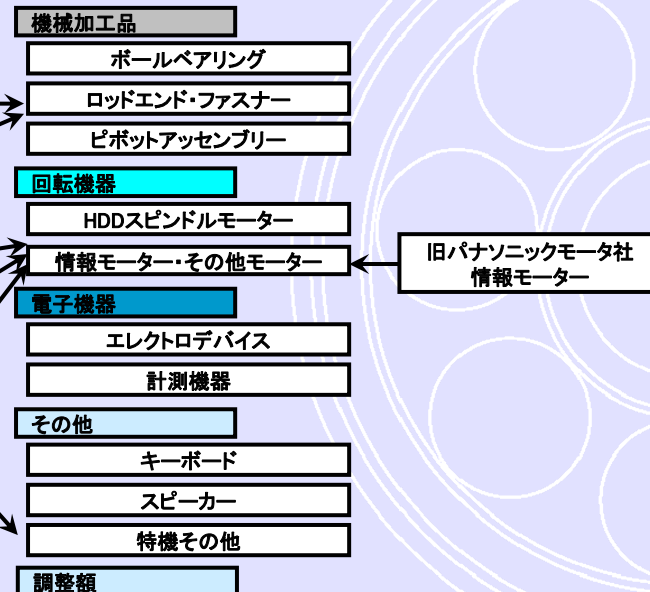 機械加工品
ボールベアリング
ロッドエンド・ファスナー
ピボットアッセンブリー
回転機器
HDDスピンドルモーター
情報モーター・その他モーター
旧パナソニックモータ社
情報モーター
電子機器
エレクトロデバイス
計測機器
その他
キーボード
スピーカー
特機その他
調整額